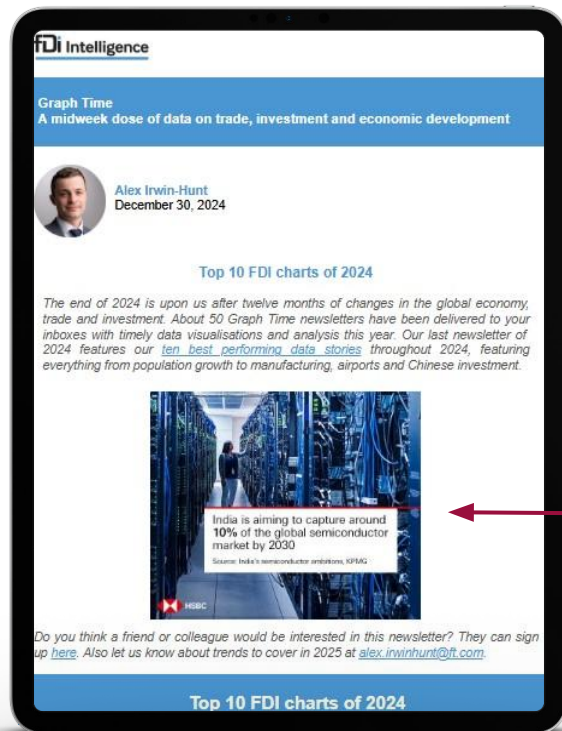 fDi Intelligence
Graph Time
A midweek dose of data on trade, investment and economic development
Alex Irwin-Hunt
December 30, 2024
Top 10 FDI charts of 2024
The end of 2024 is upon us after twelve months of changes in the global economy,
trade and investment. About 50 Graph Time newsletters have been delivered to your
inboxes with timely data visualisations and analysis this year. Our last newsletter of
2024 features our ten best performing data stories throughout 2024, featuring
everything from population growth to manufacturing, airports and Chinese investment.
India is aiming to capture around
10% of the global semiconductor
market by 2030
Source: India's semiconductor ambitions, KPMG
HSBC
Do you think a friend or colleague would be interested in this newsletter? They can sign
up here. Also let us know about trends to cover in 2025 at alex.irwinhunt@ft.com.
Top 10 FDI charts of 2024